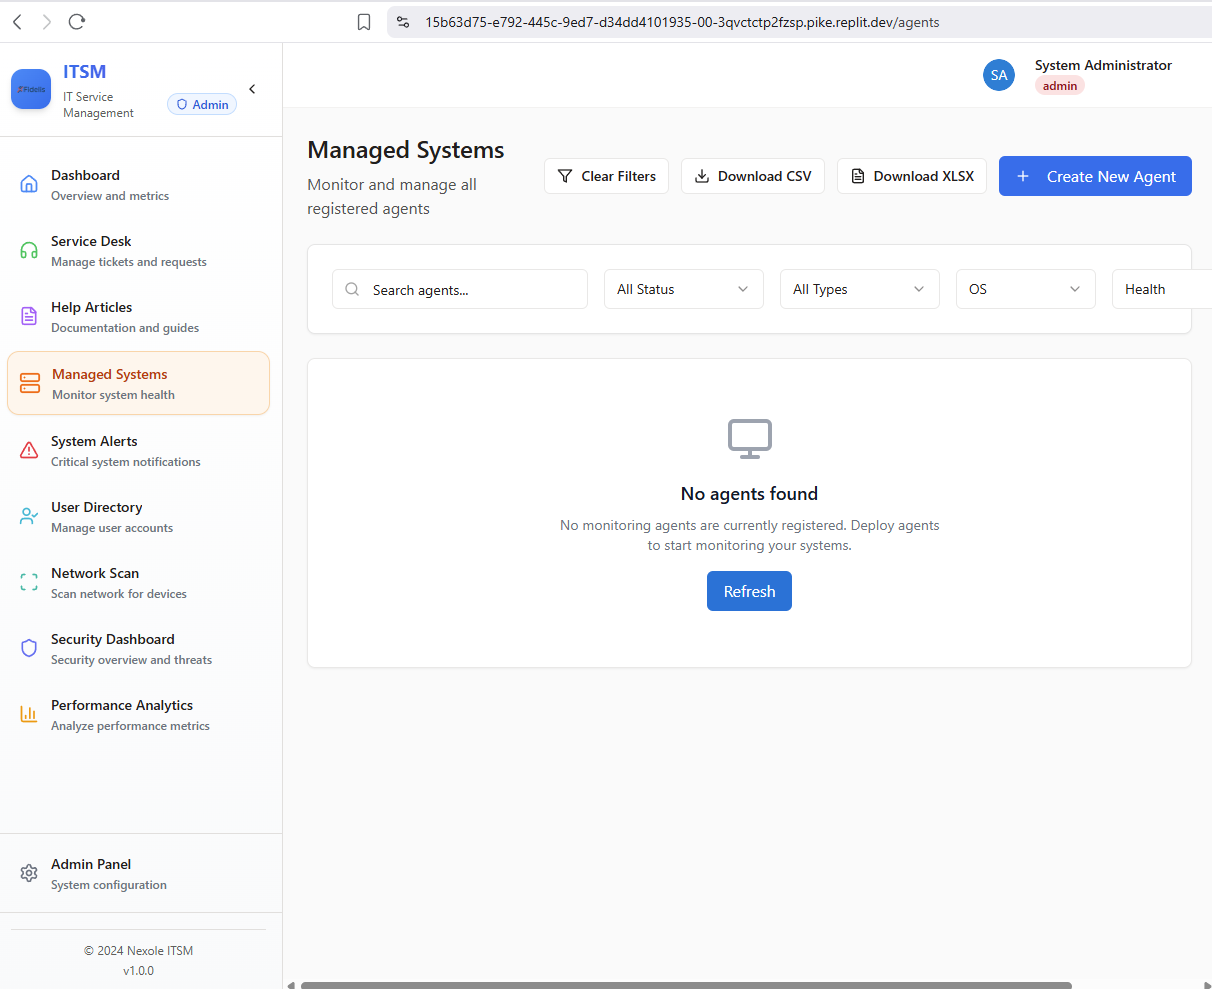 15b63d75-e792-445c-9ed7-d34dd4101935-00-3qvctctp2fzsp.pike.replit.dev/agents
Fidelis
ITSM
IT Service
Management
Admin
SA
System Administrator
admin
Dashboard
Overview and metrics
Service Desk
Manage tickets and requests
Help Articles
Documentation and guides
Managed Systems
Monitor system health
System Alerts
Critical system notifications
User Directory
Manage user accounts
Network Scan
Scan network for devices
Security Dashboard
Security overview and threats
Performance Analytics
Analyze performance metrics
Admin Panel
System configuration
© 2024 Nexole ITSM
v1.0.0
Managed Systems
Monitor and manage all
registered agents
Clear Filters
Download CSV
Download XLSX
Create New Agent
Search agents...
All Status
All Types
OS
Health
No agents found
No monitoring agents are currently registered. Deploy agents
to start monitoring your systems.
Refresh